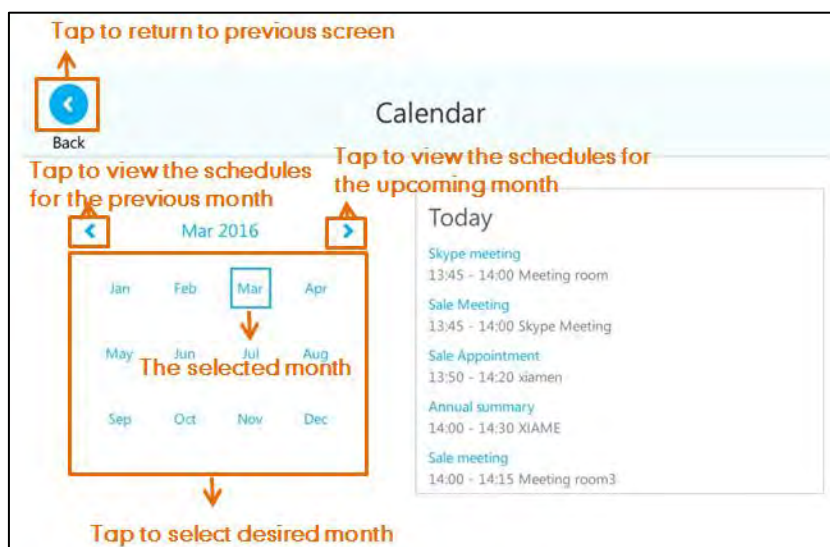 Tap to return to previous screen
Back
Calendar
Tap to view the schedules
for the previous month
Tap to view the schedules for
the upcoming month
Mar 2016
Jan Feb Mar Apr
May Jun Jul Aug
The selected month
Sep Oct Nov Dec
Tap to select desired month
Today
Skype meeting
13:45 - 14:00 Meeting room
Sale Meeting
13:45 - 14:00 Skype Meeting
Sale Appointment
13:50 - 14:20 xiamen
Annual summary
14:00 - 14:30 XIAME
Sale meeting
14:00 - 14:15 Meeting room3